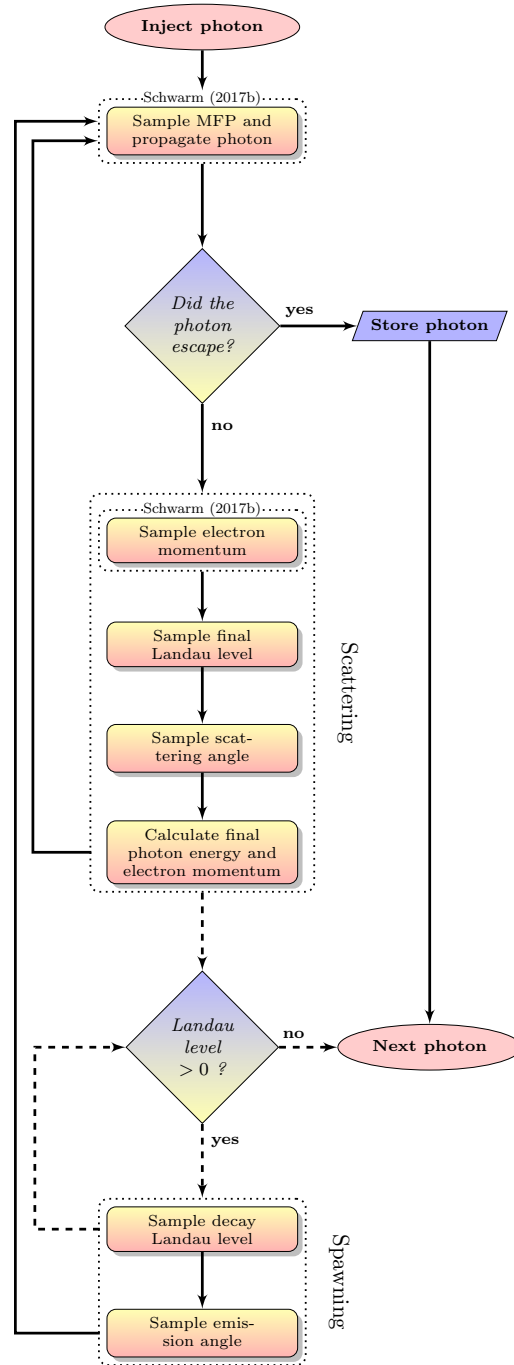 Inject photon
Schwarm (2017b)
Sample MFP and
propagate photon
Did the
photon
escape?
yes
Store photon
no
Schwarm (2017b)
Sample electron
momentum
Sample final
Landau level
Scattering
Sample scat-
tering angle
Calculate final
photon energy and
electron momentum
Landau
level
> 0 ?
no
Next photon
yes
Sample decay
Landau level
Spawning
Sample emis-
sion angle